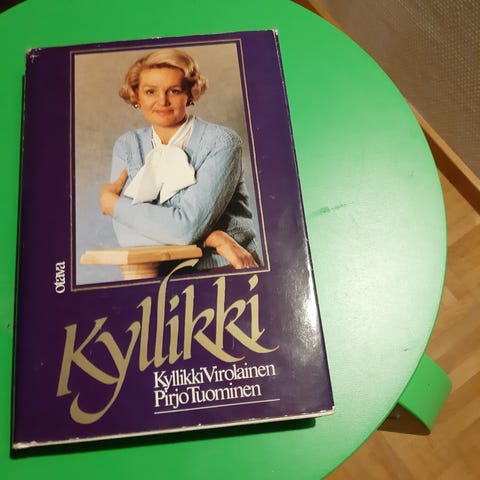 otava
Kyllikki
Kyllikki Virolainen
Pirjo Tuominen